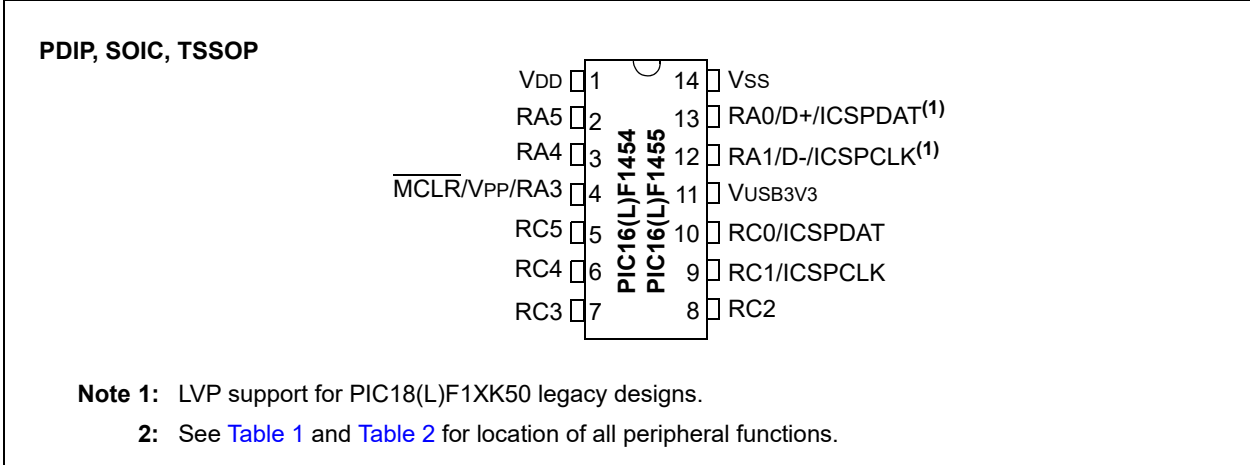 PDIP, SOIC, TSSOP
VDD 1 14 VSS
RA5 2 13 RA0/D+/ICSPDAT(1)
RA4 3 12 RA1/D-/ICSPCLK(1)
MCLR/VPP/RA3 4 11 VUSB3V3
RC5 5 10 RC0/ICSPDAT
RC4 6 9 RC1/ICSPCLK
RC3 7 8 RC2
PIC16(L)F1454
PIC16(L)F1455
Note 1: LVP support for PIC18(L)F1XK50 legacy designs.
2: See Table 1 and Table 2 for location of all peripheral functions.